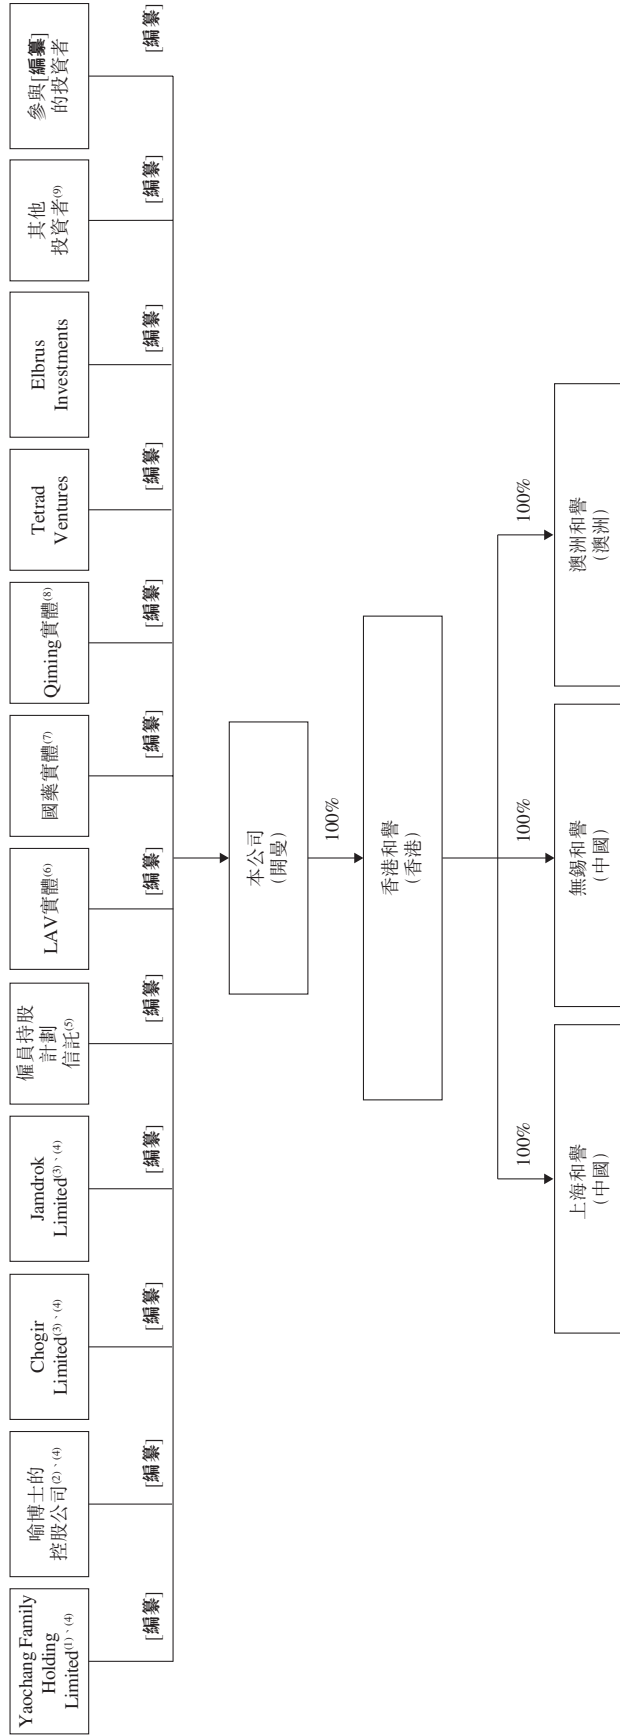 Yaochang Family
Holding
Limited(1)、(4)
喻博士的
控股公司(2)、(4)
Chogir
Limited(3)、(4)
Jamdrok
Limited(3)、(4)
僱員持股
計劃
信託(5)
LAV實體(6)
國藥實體(7)
Qiming實體(8)
Tetrad
Ventures
Elbrus
Investments
其他
投資者(9)
參與[編纂]
的投資者
[編纂]
[編纂]
[編纂]
[編纂]
[編纂]
[編纂]
[編纂]
[編纂]
[編纂]
[編纂]
[編纂]
[編纂]
本公司
(開曼)
100%
香港和譽
(香港)
100%
100%
100%
上海和譽
(中國)
無錫和譽
(中國)
澳洲和譽
(澳洲)